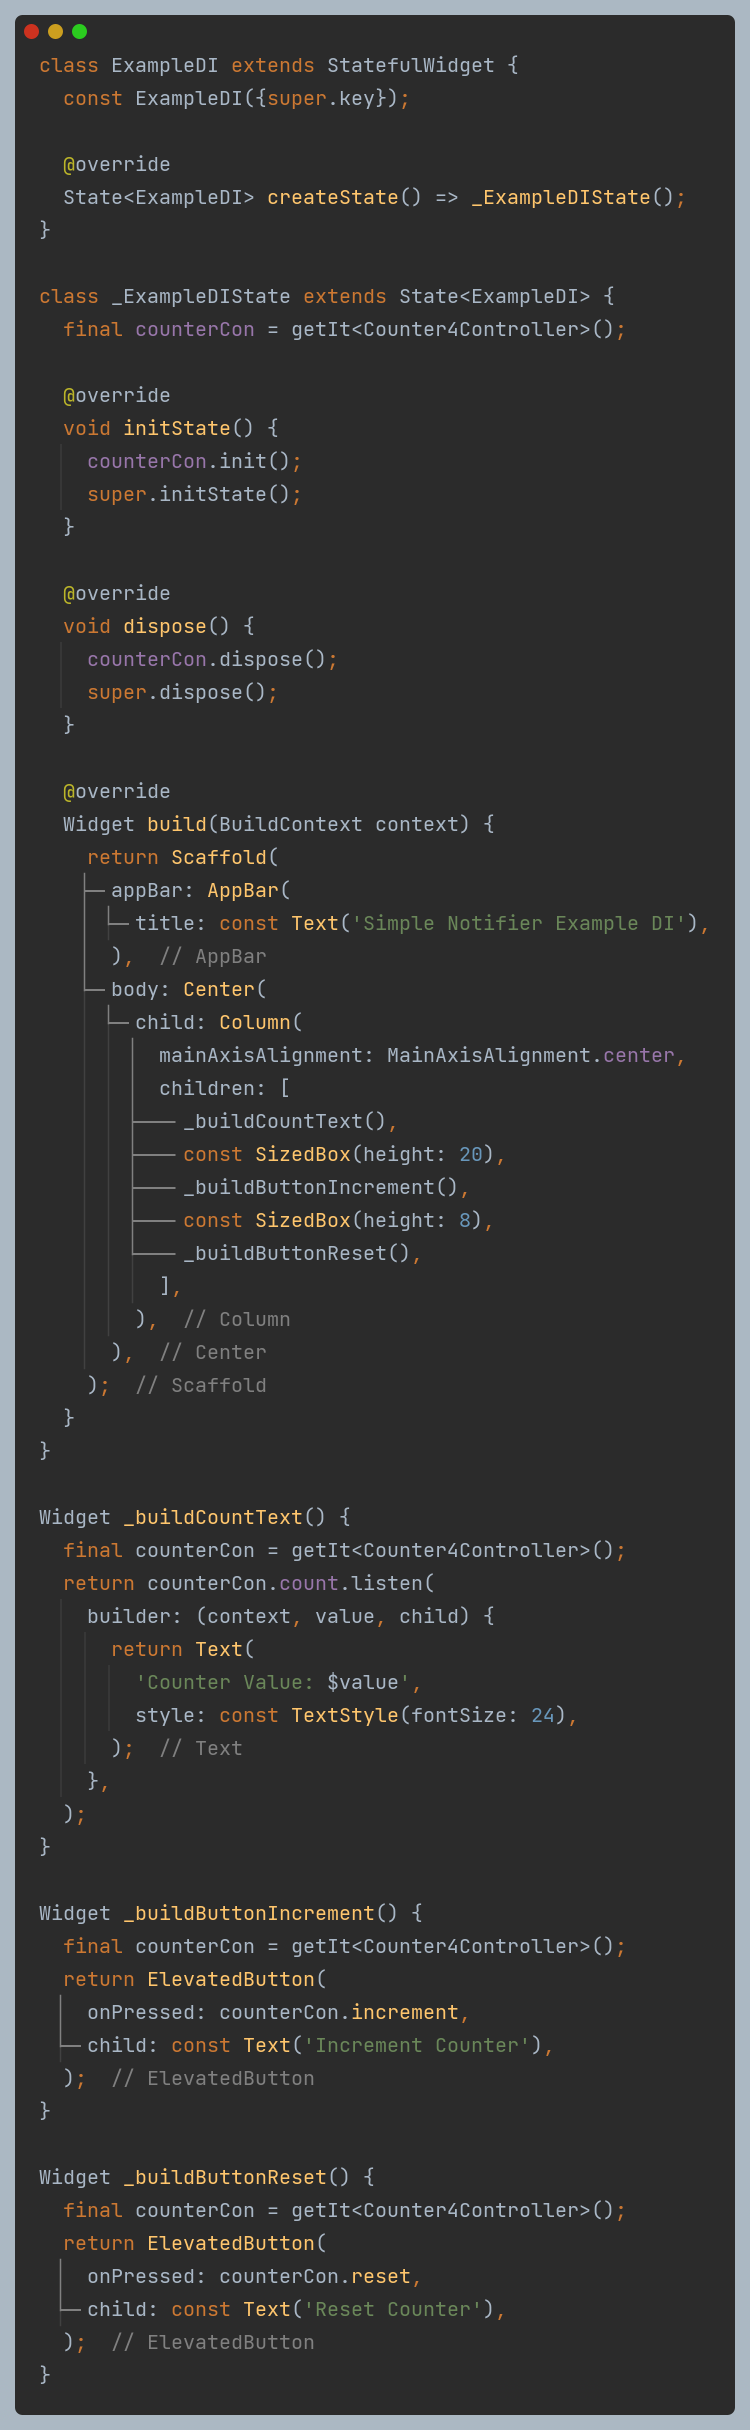 class ExampleDI extends StatefulWidget {
  const ExampleDI({super.key});

  @override
  State<ExampleDI> createState() => _ExampleDIState();
}

class _ExampleDIState extends State<ExampleDI> {
  final counterCon = getIt<Counter4Controller>();

  @override
  void initState() {
    counterCon.init();
    super.initState();
  }

  @override
  void dispose() {
    counterCon.dispose();
    super.dispose();
  }

  @override
  Widget build(BuildContext context) {
    return Scaffold(
      appBar: AppBar(
        title: const Text('Simple Notifier Example DI'),
      ),  // AppBar
      body: Center(
        child: Column(
          mainAxisAlignment: MainAxisAlignment.center,
          children: [
            _buildCountText(),
            const SizedBox(height: 20),
            _buildButtonIncrement(),
            const SizedBox(height: 8),
            _buildButtonReset(),
          ],
        ),  // Column
      ),  // Center
    );  // Scaffold
  }
}

Widget _buildCountText() {
  final counterCon = getIt<Counter4Controller>();
  return counterCon.count.listen(
    builder: (context, value, child) {
      return Text(
        'Counter Value: $value',
        style: const TextStyle(fontSize: 24),
      );  // Text
    },
  );
}

Widget _buildButtonIncrement() {
  final counterCon = getIt<Counter4Controller>();
  return ElevatedButton(
    onPressed: counterCon.increment,
    child: const Text('Increment Counter'),
  );  // ElevatedButton
}

Widget _buildButtonReset() {
  final counterCon = getIt<Counter4Controller>();
  return ElevatedButton(
    onPressed: counterCon.reset,
    child: const Text('Reset Counter'),
  );  // ElevatedButton
}